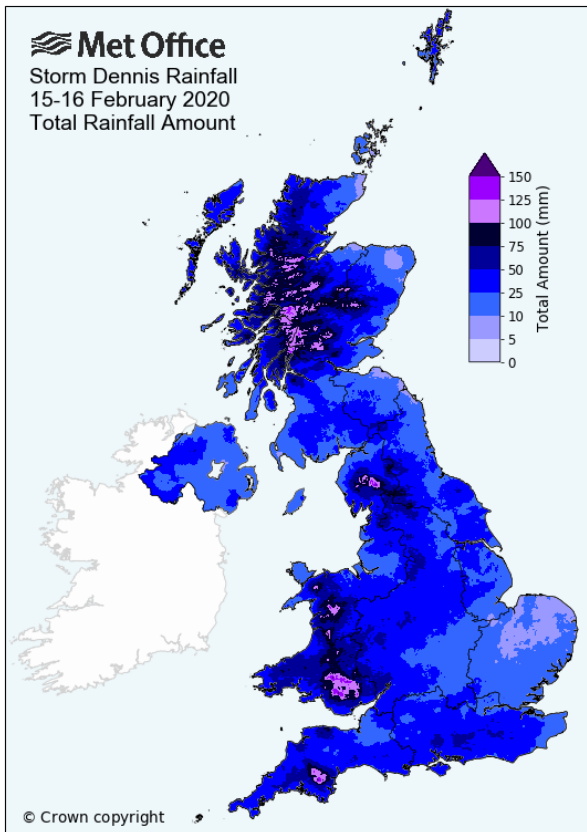 Met Office
Storm Dennis Rainfall
15-16 February 2020
Total Rainfall Amount
150
125
100
75
50
25
10
5
0
Total Amount (mm)
© Crown copyright